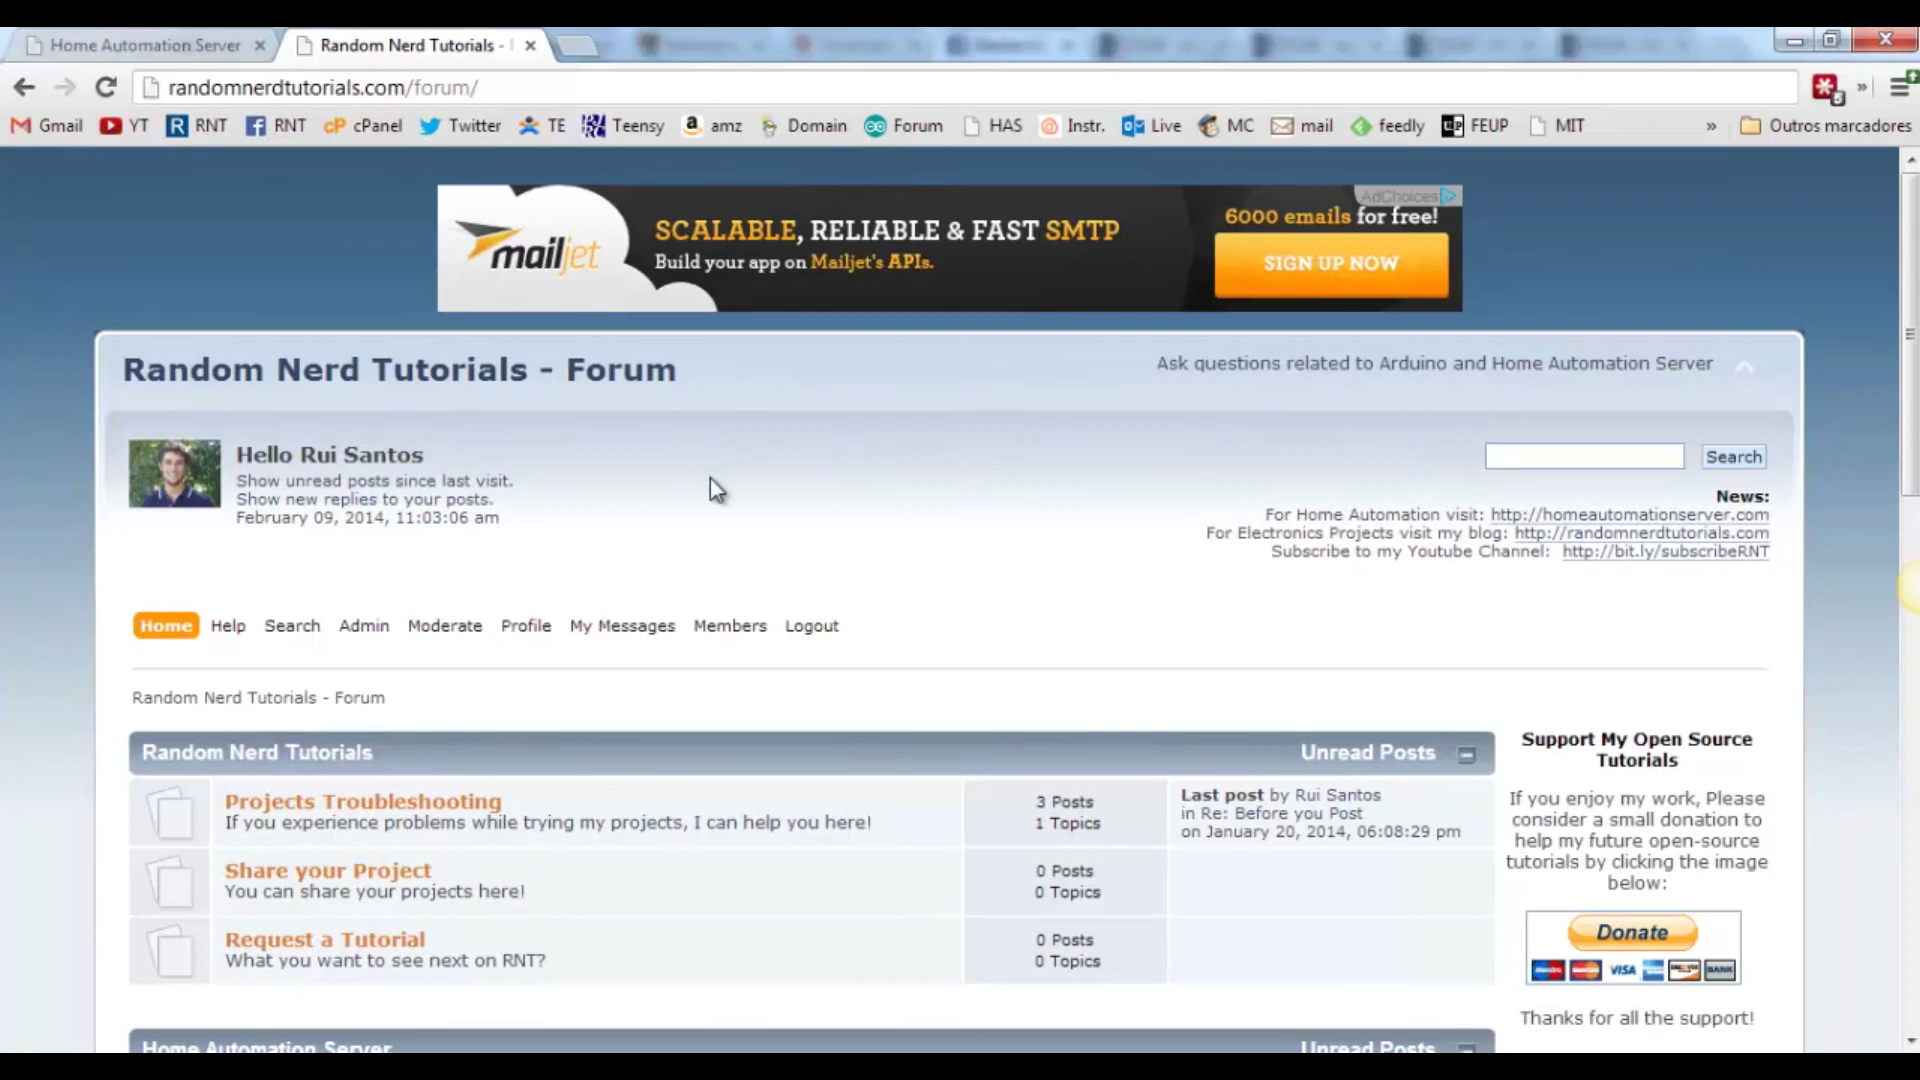 Home Automation Server
Random Nerd Tutorials -
randomnerdtutorials.com/forum/
Gmail YT RNT RNT cPanel Twitter TE Teensy amz Domain Forum HAS Instr. Live MC mail feedly FEUP MIT » Outros marcadores
AdChoices
mailjet
SCALABLE, RELIABLE & FAST SMTP
Build your app on Mailjet's APIs.
6000 emails for free!
SIGN UP NOW
Random Nerd Tutorials - Forum
Ask questions related to Arduino and Home Automation Server
Hello Rui Santos
Show unread posts since last visit.
Show new replies to your posts.
February 09, 2014, 11:03:06 am
Search
News:
For Home Automation visit: http://homeautomationserver.com
For Electronics Projects visit my blog: http://randomnerdtutorials.com
Subscribe to my Youtube Channel: http://bit.ly/subscribeRNT
Home Help Search Admin Moderate Profile My Messages Members Logout
Random Nerd Tutorials - Forum
Random Nerd Tutorials Unread Posts
Projects Troubleshooting
If you experience problems while trying my projects, I can help you here!
3 Posts
1 Topics
Last post by Rui Santos
in Re: Before you Post
on January 20, 2014, 06:08:29 pm
Share your Project
You can share your projects here!
0 Posts
0 Topics
Request a Tutorial
What you want to see next on RNT?
0 Posts
0 Topics
Home Automation Server Unread Posts
Support My Open Source
Tutorials
If you enjoy my work, Please
consider a small donation to
help my future open-source
tutorials by clicking the image
below:
Donate
VISA
BANK
Thanks for all the support!